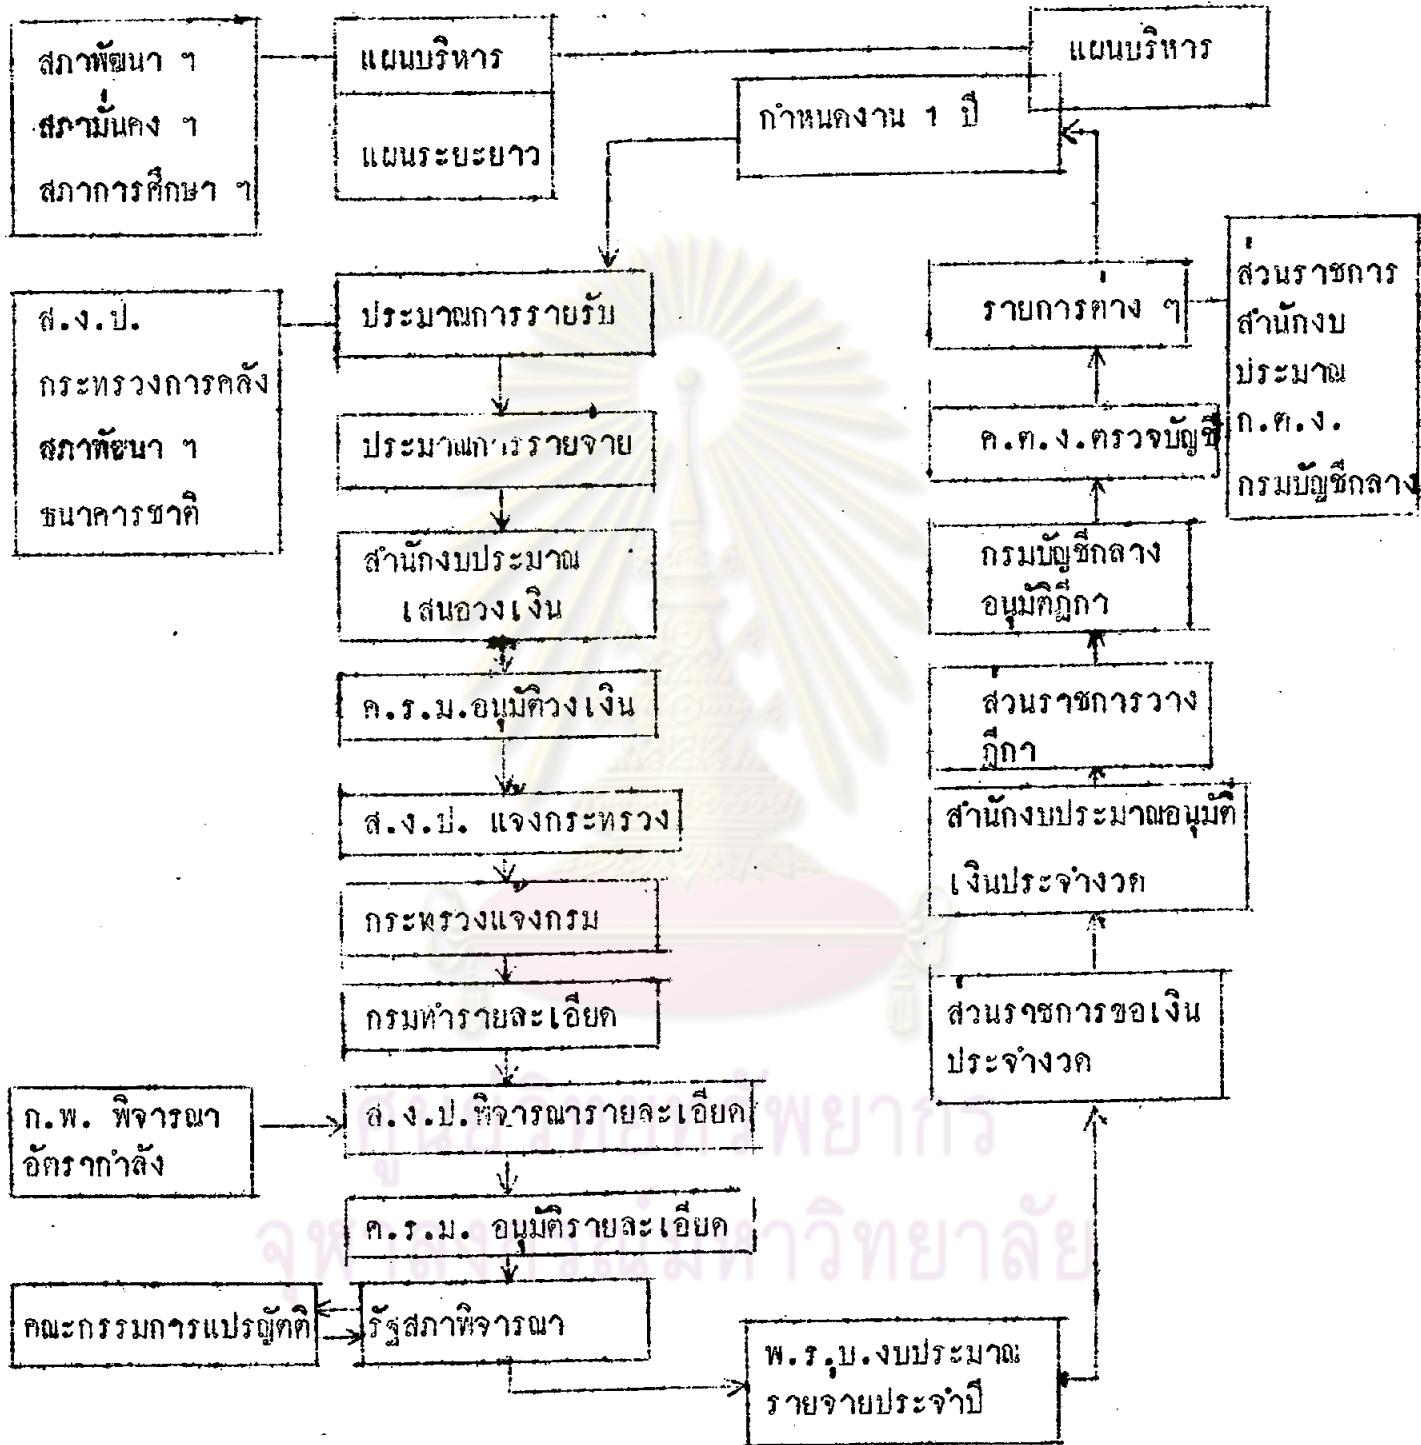 สภาพัฒนา ฯ
สภามั่นคง ฯ
สภาการศึกษา ฯ
แผนบริหาร
แผนระยะยาว
แผนบริหาร
กำหนดงาน 1 ปี
ส.ง.ป.
กระทรวงการคลัง
สภาพัฒนา ฯ
ธนาคารชาติ
ประมาณการรายรับ
ประมาณการรายจ่าย
สำนักงบประมาณ
เสนอวงเงิน
ค.ร.ม.อนุมัติวงเงิน
ส.ง.ป. แจ้งกระทรวง
กระทรวงแจ้งกรม
กรมทำรายละเอียด
ก.พ. พิจารณา
อัตรากำลัง
ส.ง.ป.พิจารณารายละเอียด
ค.ร.ม. อนุมัติรายละเอียด
คณะกรรมการแปรญัตติ
รัฐสภาพิจารณา
พ.ร.บ.งบประมาณ
รายจ่ายประจำปี
รายการต่าง ๆ
ส่วนราชการ
สำนักงบ
ประมาณ
ก.ต.ง.
กรมบัญชีกลาง
ค.ต.ง.ตรวจบัญชี
กรมบัญชีกลาง
อนุมัติฎีกา
ส่วนราชการวาง
ฎีกา
สำนักงบประมาณอนุมัติ
เงินประจำงวด
ส่วนราชการขอเงิน
ประจำงวด
ศูนย์วิทยทรัพยากร
จุฬาลงกรณ์มหาวิทยาลัย